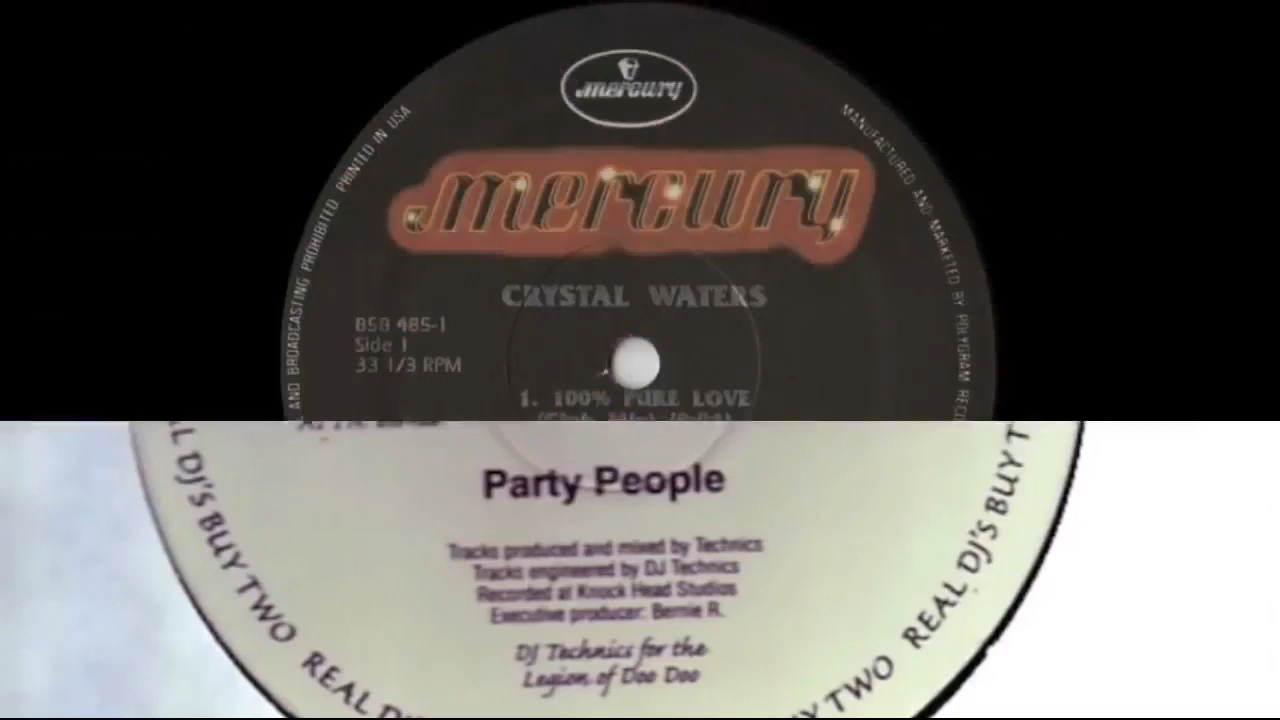 mercury
mercury
AND BROADCASTING PROHIBITED. PRINTED IN USA
MANUFACTURED AND MARKETED BY POLYGRAM
CRYSTAL WATERS
BSB 485-1
Side 1
33 1/3 RPM
1. 100% PURE LOVE
Party People
Tracks produced and mixed by Technics
Tracks engineered by DJ Technics
Recorded at Knock Head Studios
Executive producer: Bernie R.
DJ Technics for the
Legion of Doo Doo
DJ'S BUY TWO REAL
BUY TWO REAL DJ'S BUY